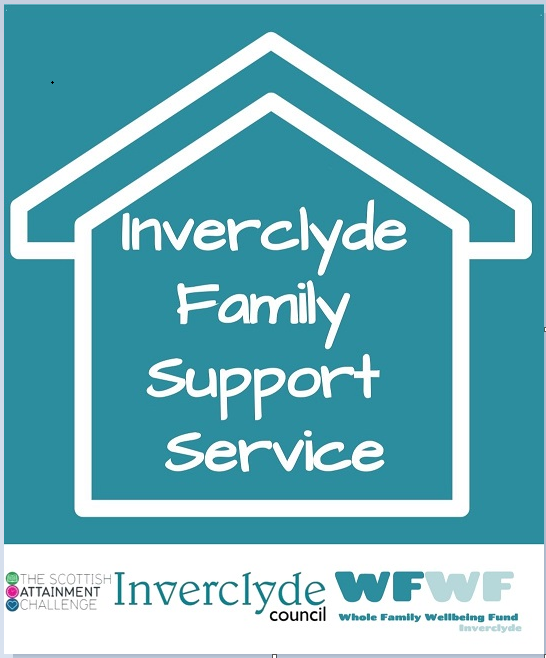 Inverclyde
Family
Support
Service
THE SCOTTISH
ATTAINMENT
CHALLENGE
Inverclyde
council
WFWF
Whole Family Wellbeing Fund
Inverclyde